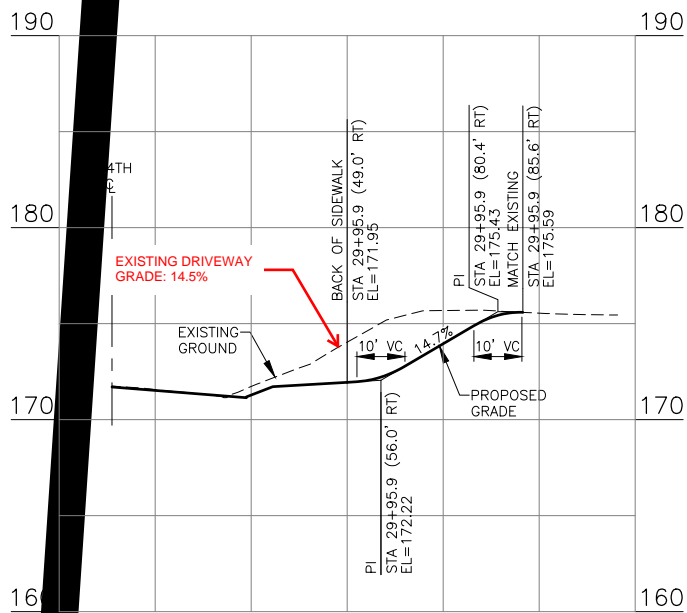 190
190
4TH
℄
BACK OF SIDEWALK
STA 29+95.9 (49.0' RT)
EL=171.95
PI
STA 29+95.9 (80.4' RT)
EL=175.43
MATCH EXISTING
STA 29+95.9 (85.6' RT)
EL=175.59
180
180
EXISTING DRIVEWAY
GRADE: 14.5%
EXISTING
GROUND
10' VC
14.7%
10' VC
PROPOSED
GRADE
170
170
PI
STA 29+95.9 (56.0' RT)
EL=172.22
160
160